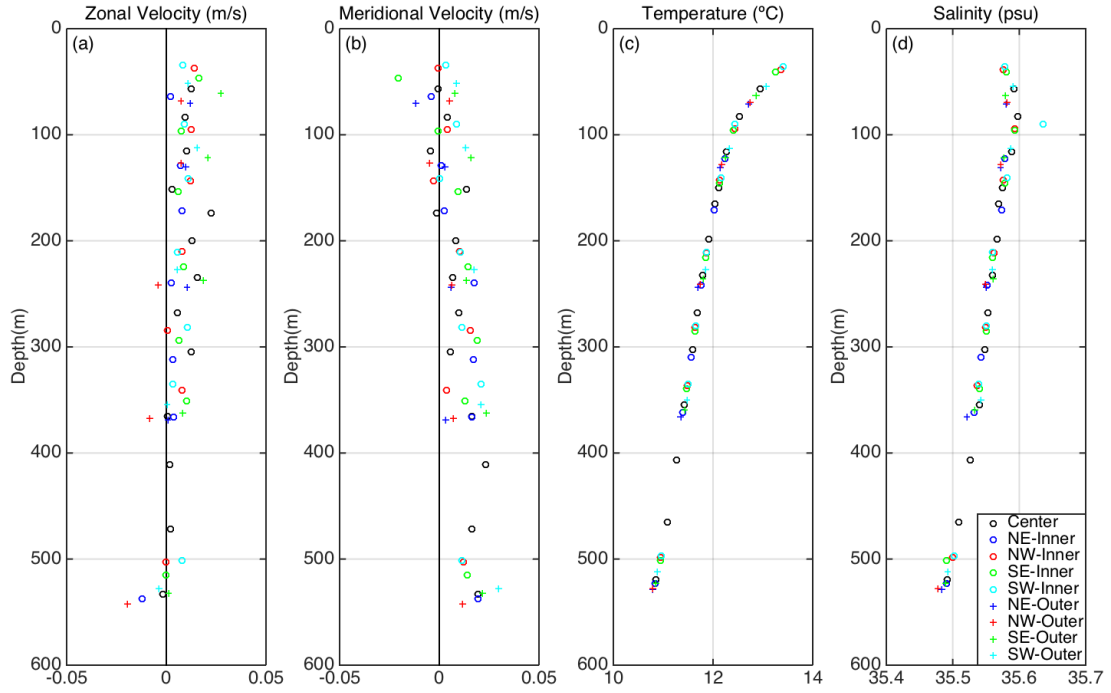 Zonal Velocity (m/s)
Meridional Velocity (m/s)
Temperature (ºC)
Salinity (psu)
(a)
(b)
(c)
(d)
0
100
200
300
400
500
600
Depth(m)
-0.05
0
0.05
0
100
200
300
400
500
600
Depth(m)
-0.05
0
0.05
0
100
200
300
400
500
600
Depth(m)
10
12
14
0
100
200
300
400
500
600
Depth(m)
35.4
35.5
35.6
35.7
Center
NE-Inner
NW-Inner
SE-Inner
SW-Inner
NE-Outer
NW-Outer
SE-Outer
SW-Outer